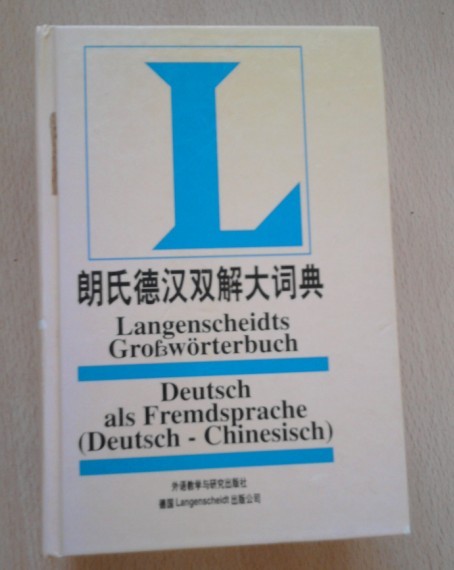 L
朗氏德汉双解大词典
Langenscheidts
Großwörterbuch
Deutsch
als Fremdsprache
(Deutsch - Chinesisch)
外语教学与研究出版社
德国 Langenscheidt 出版公司